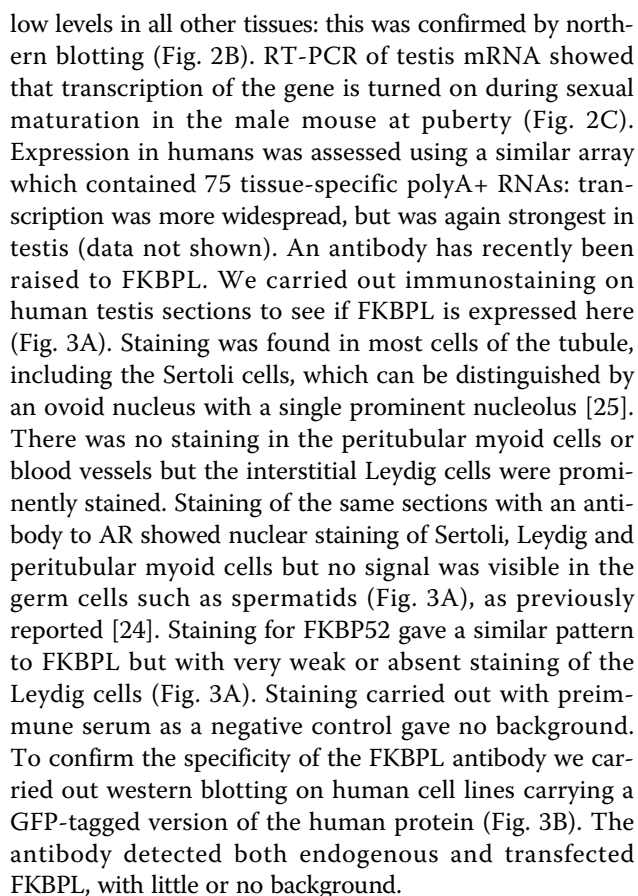 low levels in all other tissues: this was confirmed by north-
ern blotting (Fig. 2B). RT-PCR of testis mRNA showed
that transcription of the gene is turned on during sexual
maturation in the male mouse at puberty (Fig. 2C).
Expression in humans was assessed using a similar array
which contained 75 tissue-specific polyA+ RNAs: tran-
scription was more widespread, but was again strongest in
testis (data not shown). An antibody has recently been
raised to FKBPL. We carried out immunostaining on
human testis sections to see if FKBPL is expressed here
(Fig. 3A). Staining was found in most cells of the tubule,
including the Sertoli cells, which can be distinguished by
an ovoid nucleus with a single prominent nucleolus [25].
There was no staining in the peritubular myoid cells or
blood vessels but the interstitial Leydig cells were promi-
nently stained. Staining of the same sections with an anti-
body to AR showed nuclear staining of Sertoli, Leydig and
peritubular myoid cells but no signal was visible in the
germ cells such as spermatids (Fig. 3A), as previously
reported [24]. Staining for FKBP52 gave a similar pattern
to FKBPL but with very weak or absent staining of the
Leydig cells (Fig. 3A). Staining carried out with preim-
mune serum as a negative control gave no background.
To confirm the specificity of the FKBPL antibody we car-
ried out western blotting on human cell lines carrying a
GFP-tagged version of the human protein (Fig. 3B). The
antibody detected both endogenous and transfected
FKBPL, with little or no background.